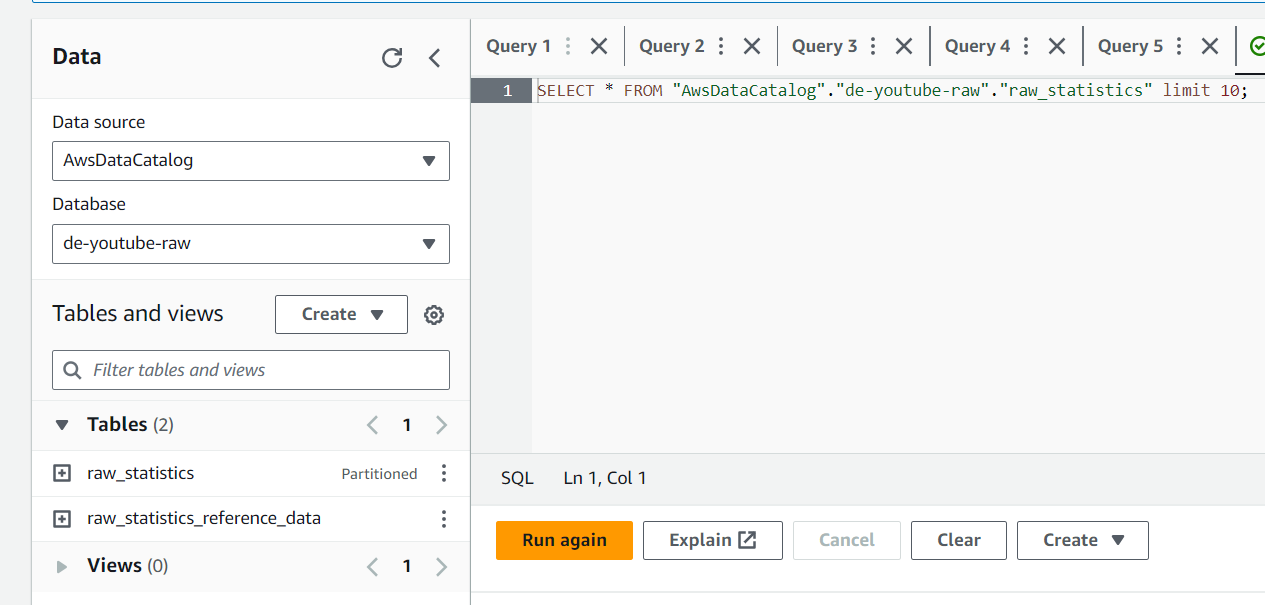 Data
Data source
AwsDataCatalog
Database
de-youtube-raw
Tables and views
Create
Filter tables and views
Tables (2)
1
raw_statistics
Partitioned
raw_statistics_reference_data
Views (0)
1
Query 1
Query 2
Query 3
Query 4
Query 5
1
SELECT * FROM "AwsDataCatalog"."de-youtube-raw"."raw_statistics" limit 10;
SQL
Ln 1, Col 1
Run again
Explain
Cancel
Clear
Create